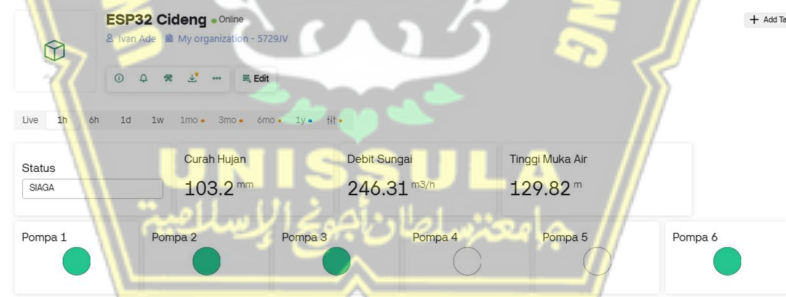 ESP32 Cideng Online
Ivan Ade My organization - 5729JV
+ Add Ta
Edit
Live 1h 6h 1d 1w 1mo 3mo 6mo 1y
Status
SIAGA
Curah Hujan
103.2 mm
Debit Sungai
246.31 m3/h
Tinggi Muka Air
129.82 m
UNISSULA
جامعة سلطان أجونج الإسلامية
Pompa 1 Pompa 2 Pompa 3 Pompa 4 Pompa 5 Pompa 6